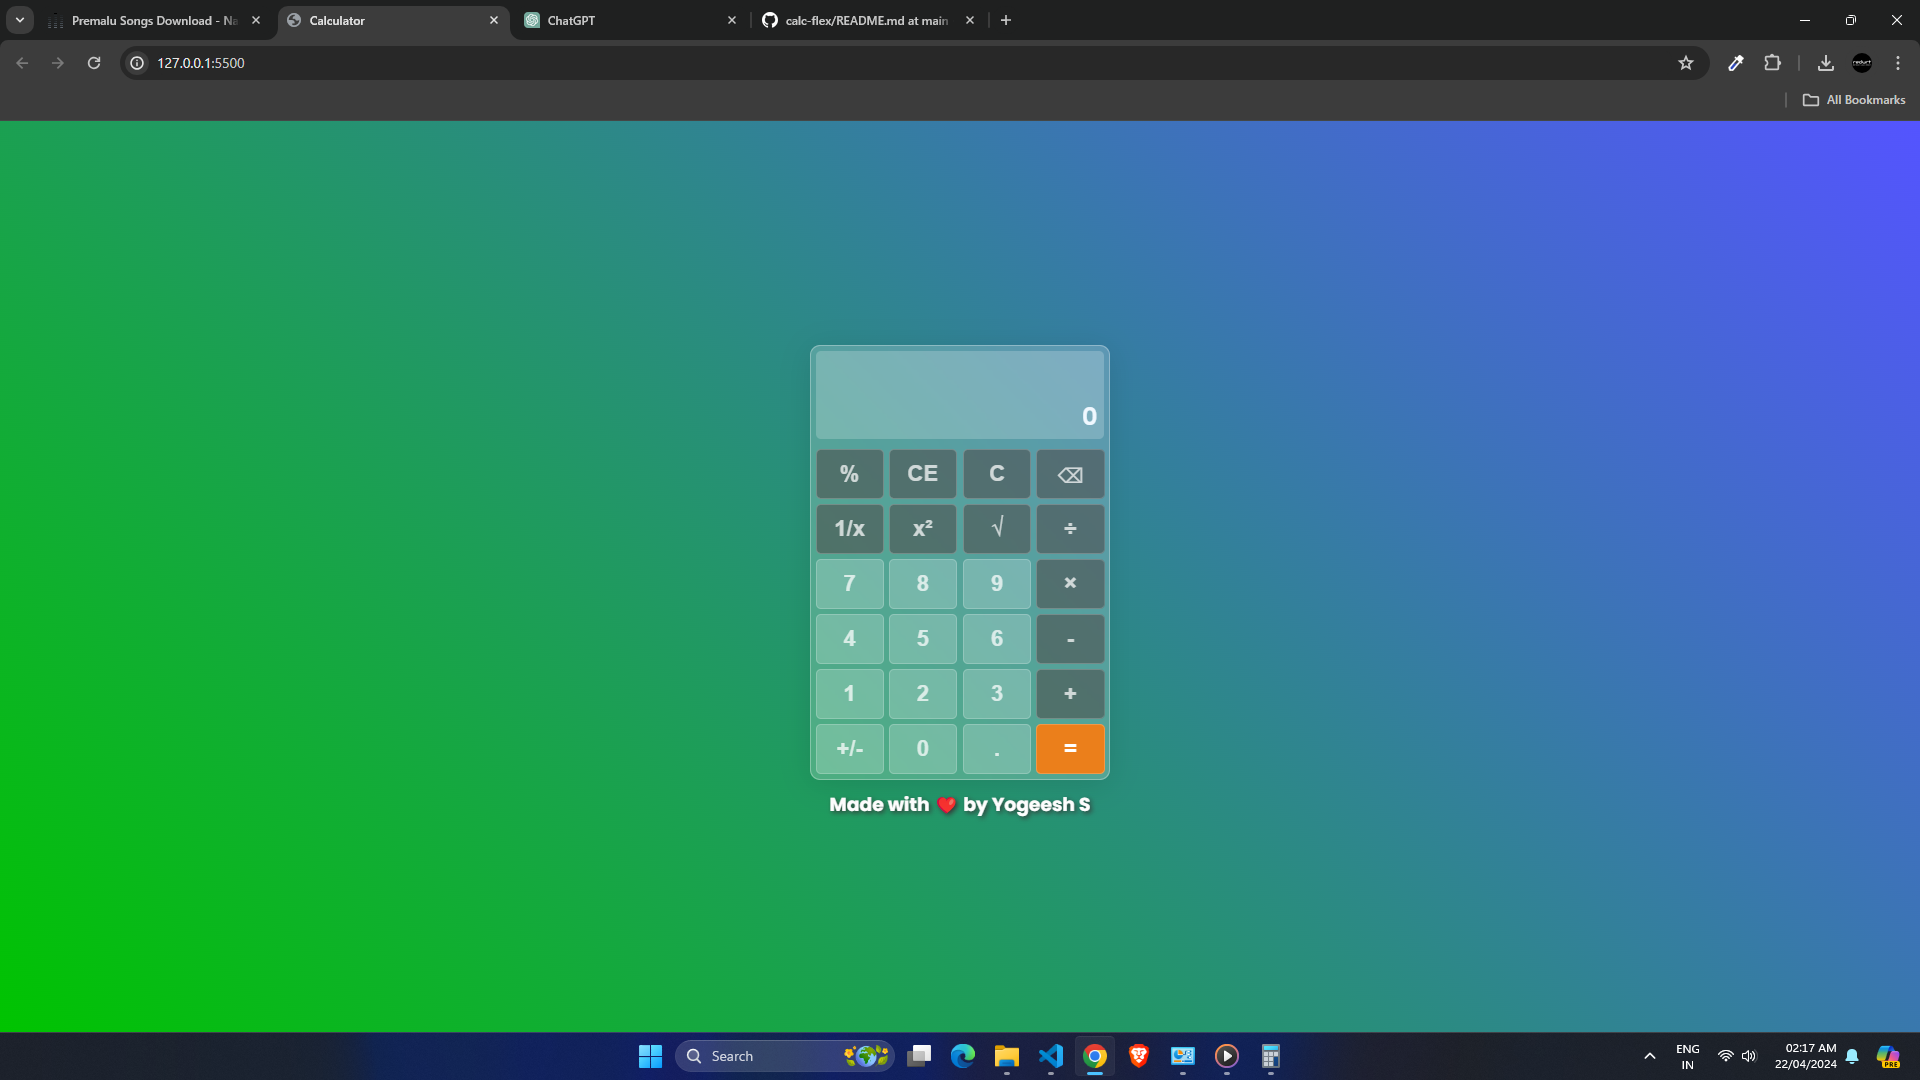 Premalu Songs Download - Na
Calculator
ChatGPT
calc-flex/README.md at main
127.0.0.1:5500
All Bookmarks
0
% CE C ⌫
1/x x² √ ÷
7 8 9 ×
4 5 6 -
1 2 3 +
+/- 0 . =
Made with ❤️ by Yogeesh S
Search
ENG
IN
02:17 AM
22/04/2024
PRE